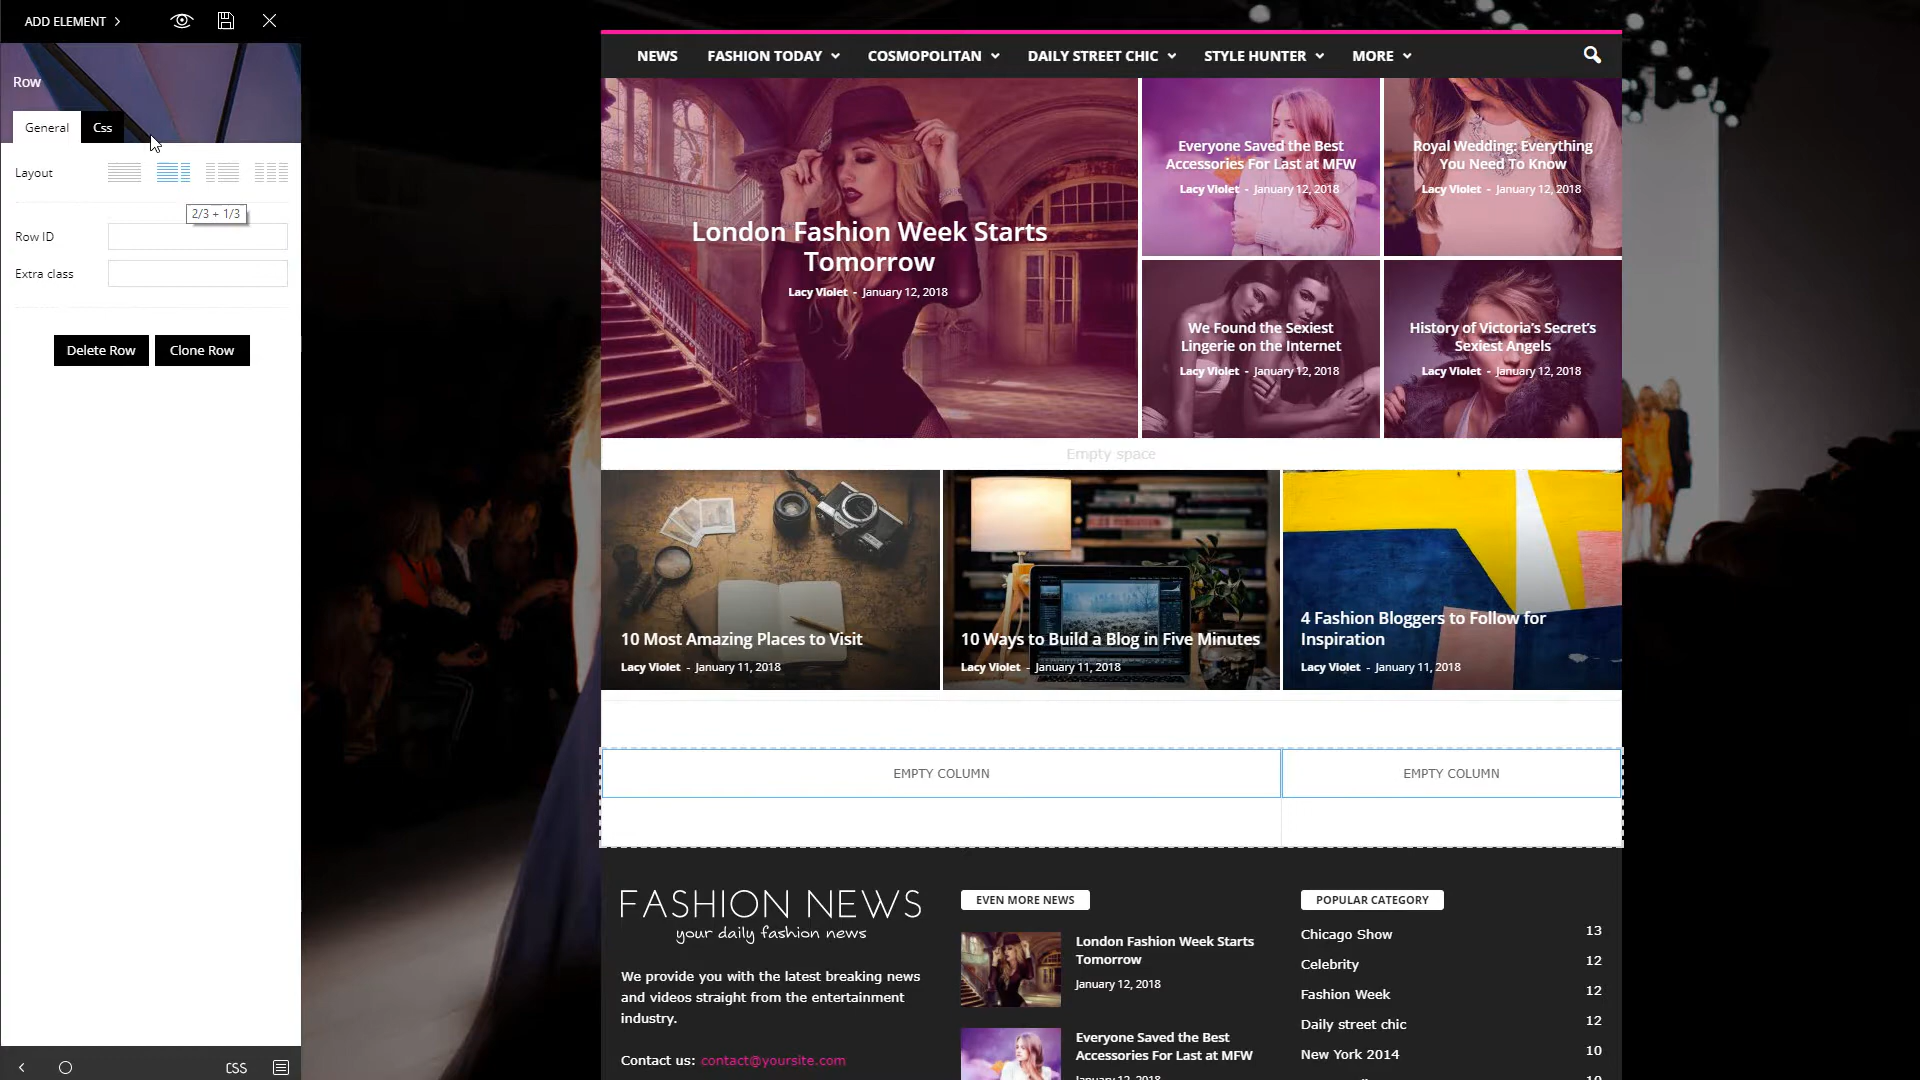 ADD ELEMENT
Row
General
Css
Layout
2/3 + 1/3
Row ID
Extra class
Delete Row
Clone Row
CSS
NEWS
FASHION TODAY
COSMOPOLITAN
DAILY STREET CHIC
STYLE HUNTER
MORE
London Fashion Week Starts
Tomorrow
Lacy Violet - January 12, 2018
Everyone Saved the Best
Accessories For Last at MFW
Lacy Violet - January 12, 2018
Royal Wedding: Everything
You Need To Know
Lacy Violet - January 12, 2018
We Found the Sexiest
Lingerie on the Internet
Lacy Violet - January 12, 2018
History of Victoria’s Secret’s
Sexiest Angels
Lacy Violet - January 12, 2018
Empty space
10 Most Amazing Places to Visit
Lacy Violet - January 11, 2018
10 Ways to Build a Blog in Five Minutes
Lacy Violet - January 11, 2018
4 Fashion Bloggers to Follow for
Inspiration
Lacy Violet - January 11, 2018
EMPTY COLUMN
EMPTY COLUMN
FASHION NEWS
your daily fashion news
We provide you with the latest breaking news
and videos straight from the entertainment
industry.
Contact us: contact@yoursite.com
EVEN MORE NEWS
London Fashion Week Starts
Tomorrow
January 12, 2018
Everyone Saved the Best
Accessories For Last at MFW
January 12, 2018
POPULAR CATEGORY
Chicago Show 13
Celebrity 12
Fashion Week 12
Daily street chic 12
New York 2014 10